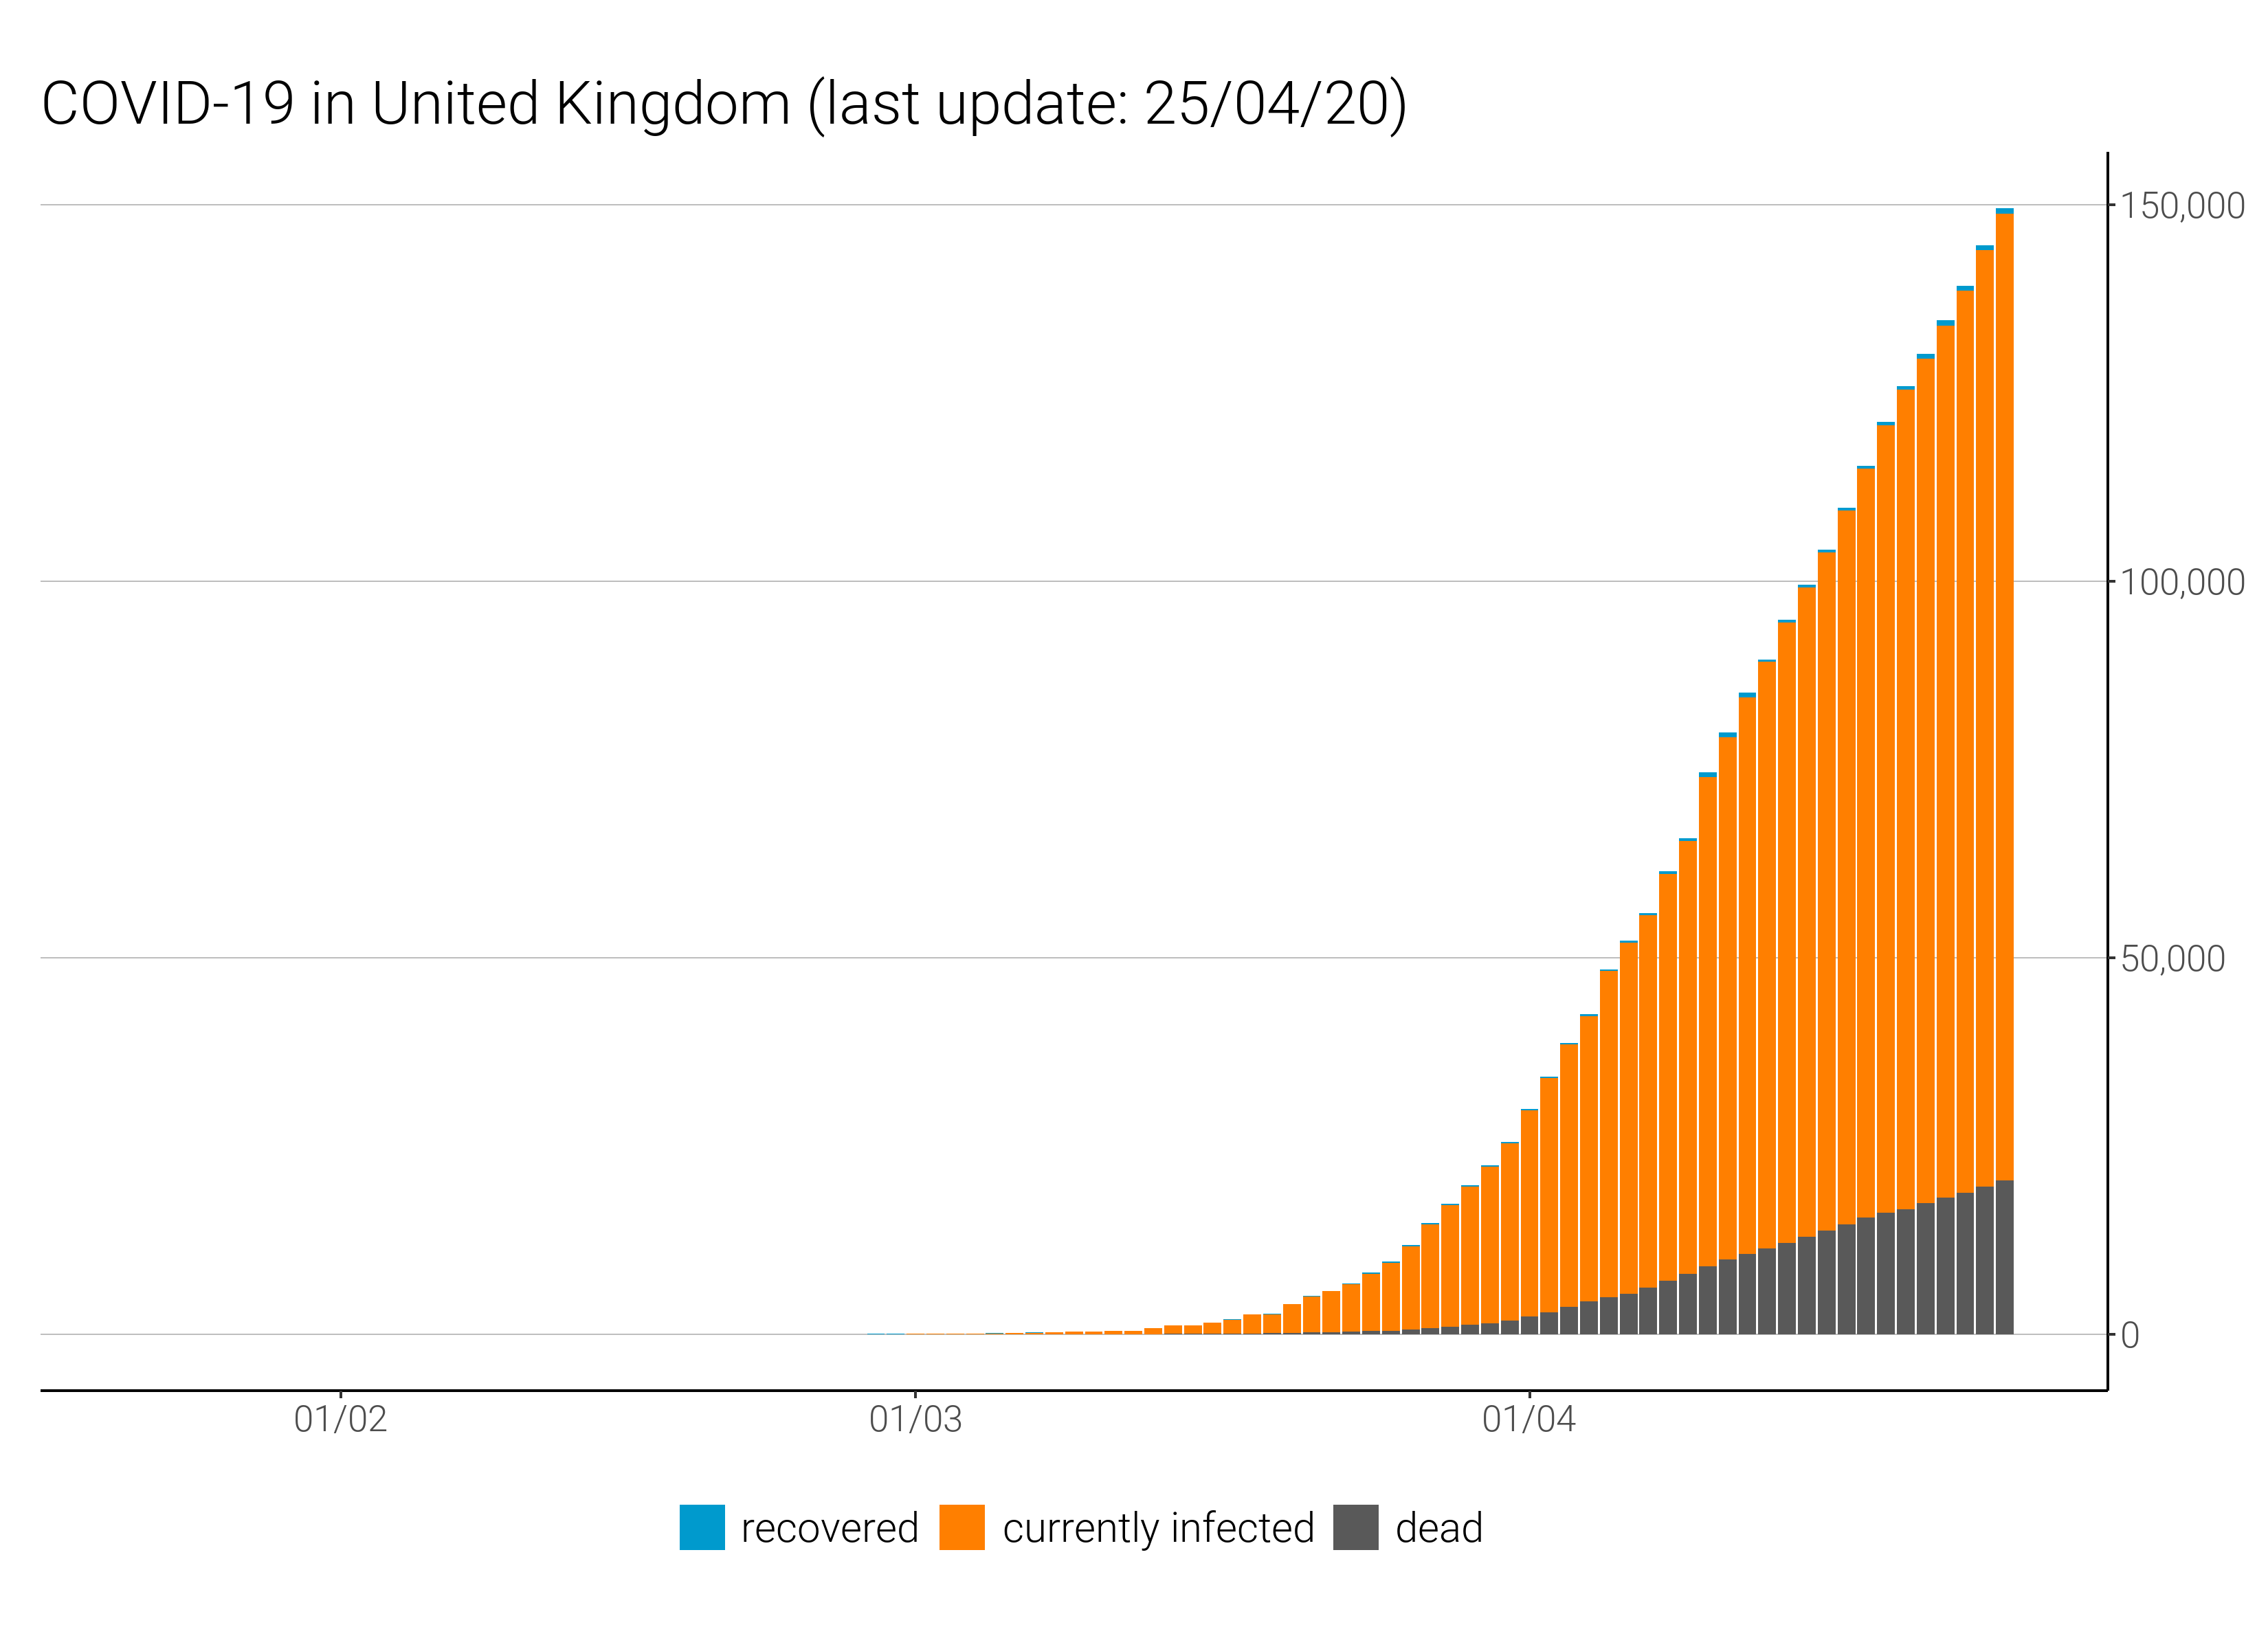 COVID-19 in United Kingdom (last update: 25/04/20)
150,000
100,000
50,000
0
01/02 01/03 01/04
recovered currently infected dead